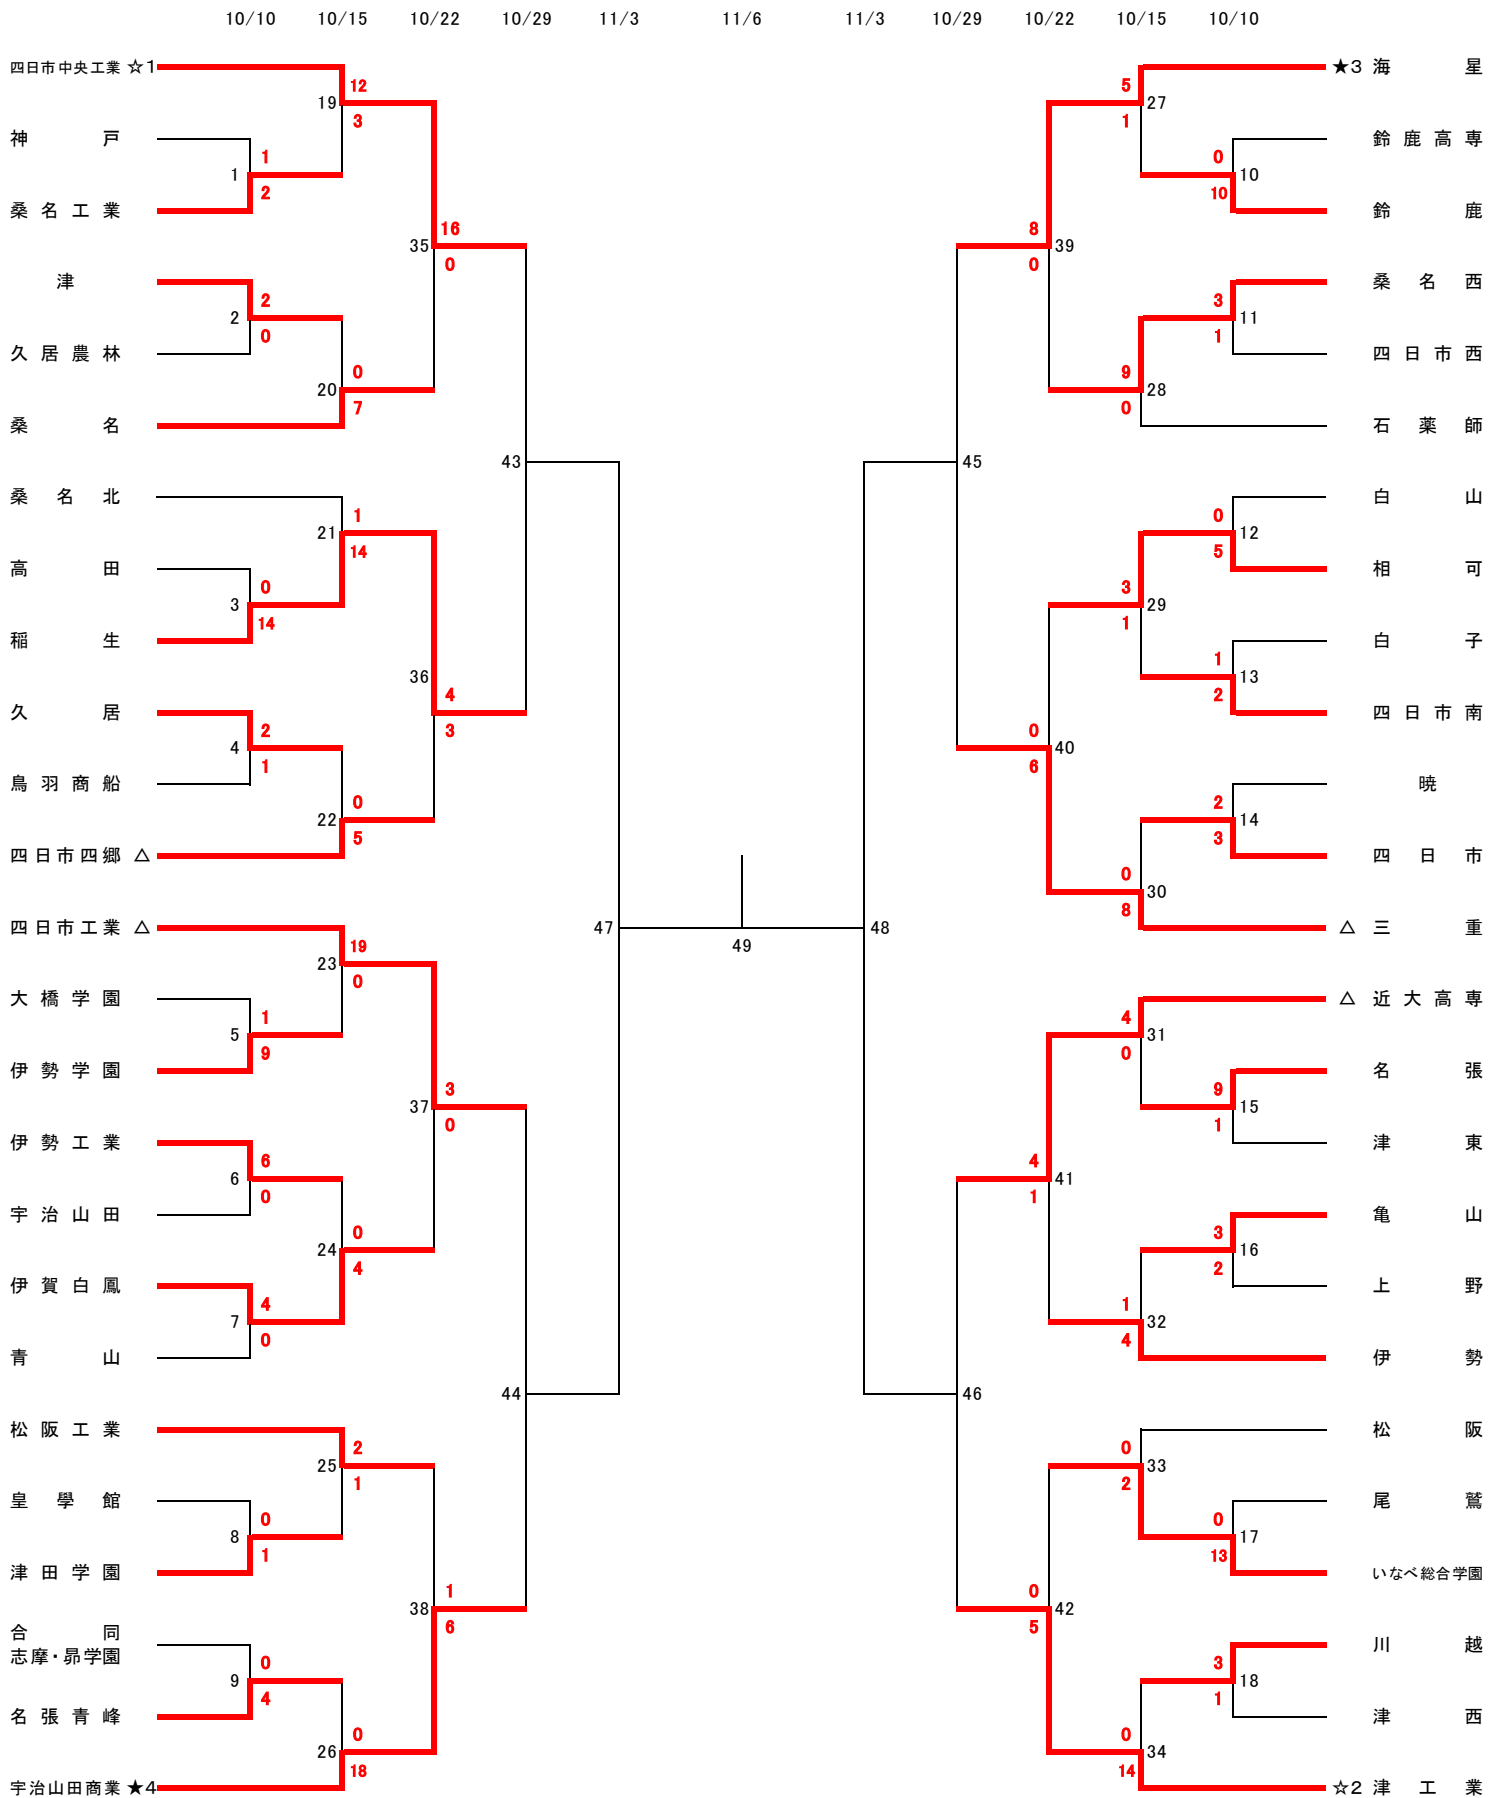 10/10 10/15 10/22 10/29 11/3 11/6 11/3 10/29 10/22 10/15 10/10
四日市中央工業 ☆1 ★3 海星
12 5
19 27
3 1
神戸 鈴鹿高専
1 0
1 10
2 10
桑名工業 鈴鹿
16 8
35 39
0 0
津 桑名西
2 3
2 11
0 1
久居農林 四日市西
0 9
20 28
7 0
桑名 石薬師
43 45
桑名北 白山
1 0
21 12
14 5
高田 相可
0 3
3 29
14 1
稲生 白子
1
36 13
4 2
久居 四日市南
2 0
3
4 40
1 6
鳥羽商船 暁
0 2
22 14
5 3
四日市四郷 △ 四日市
0
30
8
四日市工業 △ 47 48 △ 三重
19 49
23
0
大橋学園 △ 近大高専
1 4
5 31
9 0
伊勢学園 名張
3 9
37 15
0 1
伊勢工業 津東
6 4
6 41
0 1
宇治山田 亀山
0 3
24 16
4 2
伊賀白鳳 上野
4 1
7 32
0 4
青山 伊勢
44 46
松阪工業 松阪
2 0
25 33
1 2
皇學館 尾鷲
0 0
8 17
1 13
津田学園 いなべ総合学園
1 0
38 42
6 5
合同
志摩・昴学園 川越
0 3
9 18
4 1
名張青峰 津西
0 0
26 34
18 14
宇治山田商業 ★4 ☆2 津工業